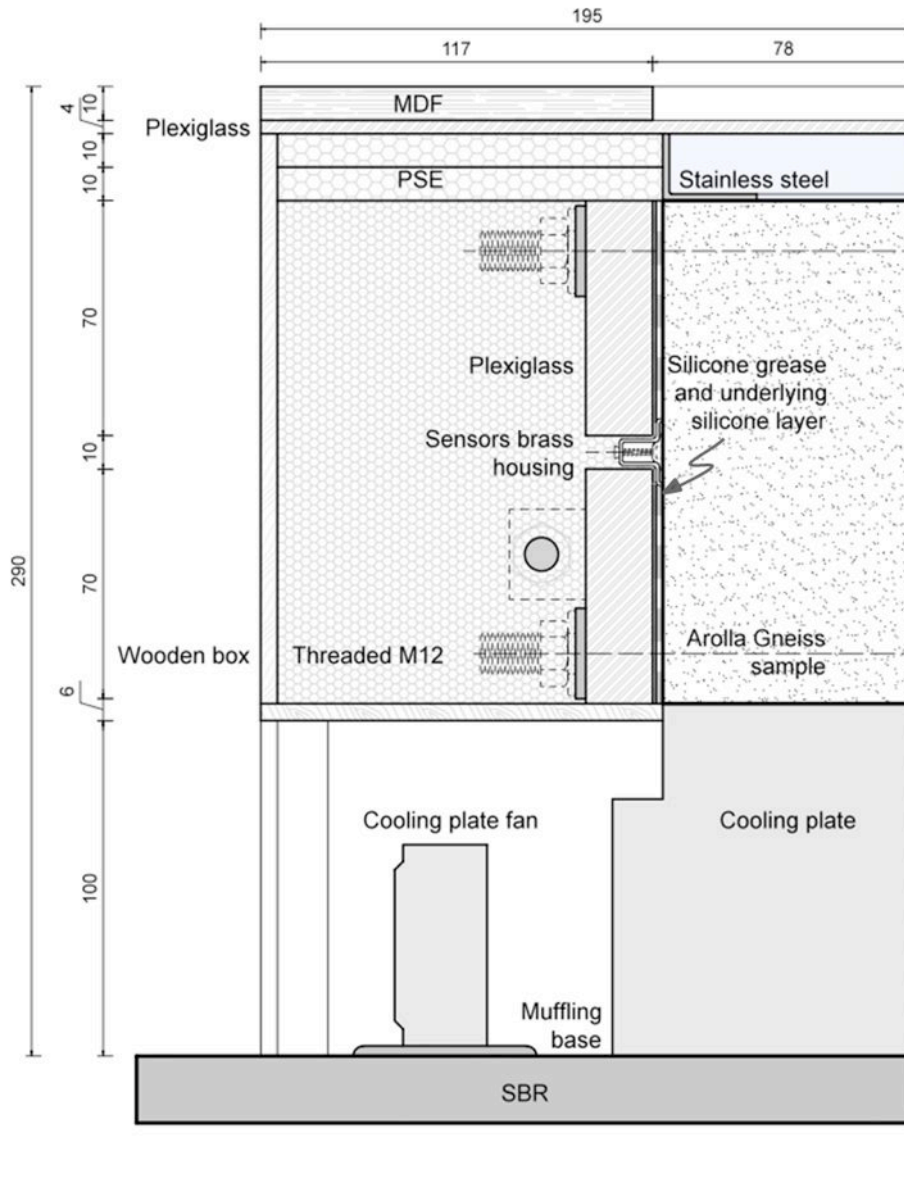 195
117
78
4
10
MDF
Plexiglass
10
10
PSE
Stainless steel
70
Plexiglass
Silicone grease
and underlying
silicone layer
Sensors brass
housing
10
290
70
Wooden box
Threaded M12
Arolla Gneiss
sample
6
Cooling plate fan
Cooling plate
100
Muffling
base
SBR